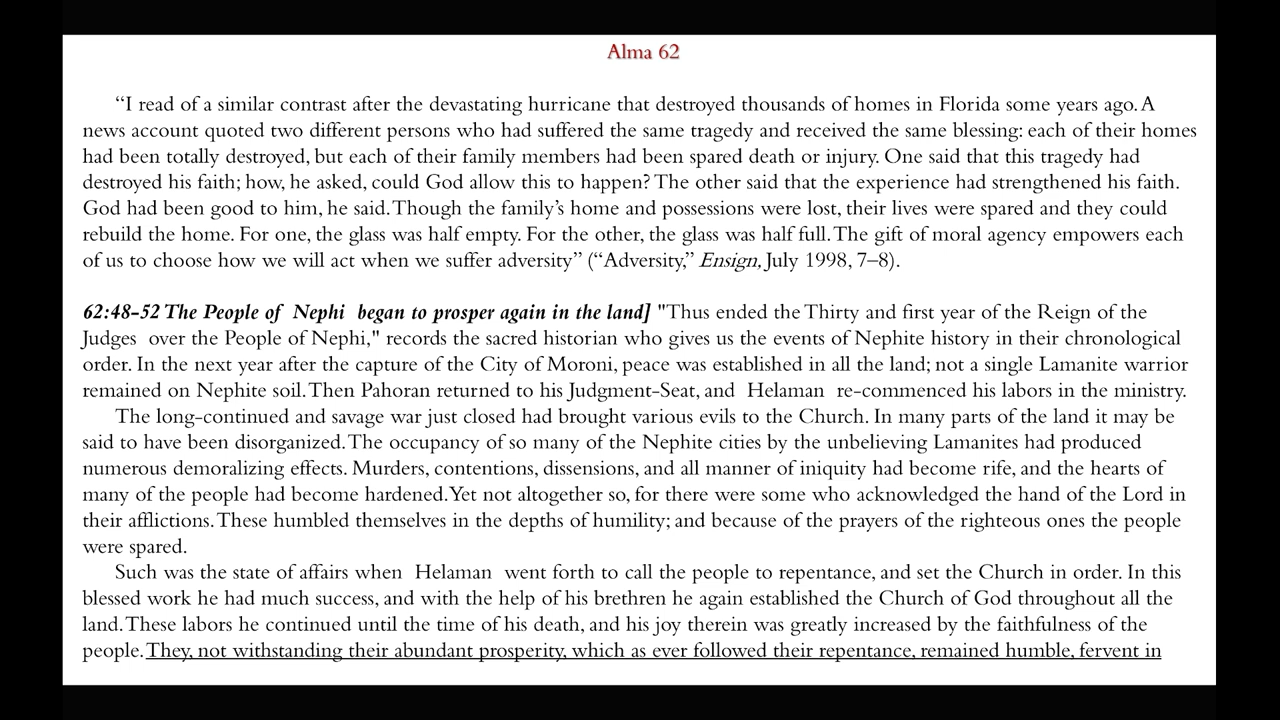 Alma 62
“I read of a similar contrast after the devastating hurricane that destroyed thousands of homes in Florida some years ago. A
news account quoted two different persons who had suffered the same tragedy and received the same blessing: each of their homes
had been totally destroyed, but each of their family members had been spared death or injury. One said that this tragedy had
destroyed his faith; how, he asked, could God allow this to happen? The other said that the experience had strengthened his faith.
God had been good to him, he said. Though the family’s home and possessions were lost, their lives were spared and they could
rebuild the home. For one, the glass was half empty. For the other, the glass was half full. The gift of moral agency empowers each
of us to choose how we will act when we suffer adversity” (“Adversity,” Ensign, July 1998, 7–8).
62:48-52 The People of Nephi began to prosper again in the land] "Thus ended the Thirty and first year of the Reign of the
Judges over the People of Nephi," records the sacred historian who gives us the events of Nephite history in their chronological
order. In the next year after the capture of the City of Moroni, peace was established in all the land; not a single Lamanite warrior
remained on Nephite soil. Then Pahoran returned to his Judgment-Seat, and Helaman re-commenced his labors in the ministry.
The long-continued and savage war just closed had brought various evils to the Church. In many parts of the land it may be
said to have been disorganized. The occupancy of so many of the Nephite cities by the unbelieving Lamanites had produced
numerous demoralizing effects. Murders, contentions, dissensions, and all manner of iniquity had become rife, and the hearts of
many of the people had become hardened. Yet not altogether so, for there were some who acknowledged the hand of the Lord in
their afflictions. These humbled themselves in the depths of humility; and because of the prayers of the righteous ones the people
were spared.
Such was the state of affairs when Helaman went forth to call the people to repentance, and set the Church in order. In this
blessed work he had much success, and with the help of his brethren he again established the Church of God throughout all the
land. These labors he continued until the time of his death, and his joy therein was greatly increased by the faithfulness of the
people. They, not withstanding their abundant prosperity, which as ever followed their repentance, remained humble, fervent in